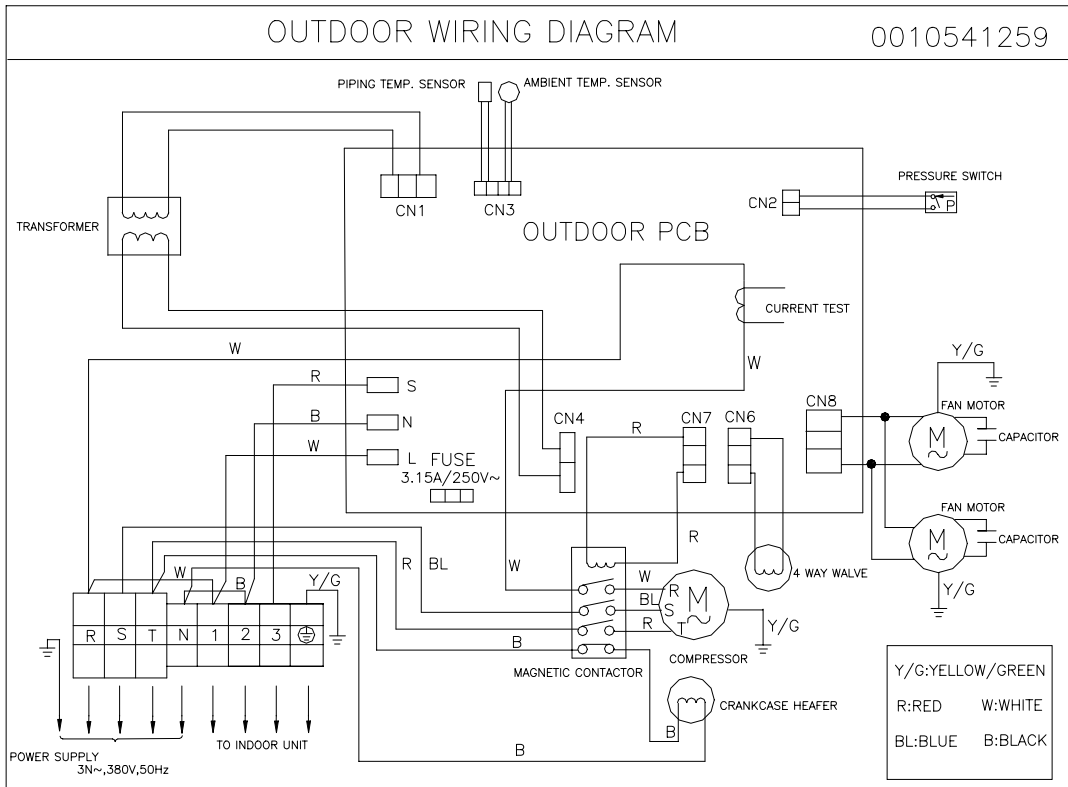 OUTDOOR WIRING DIAGRAM
0010541259
PIPING TEMP. SENSOR
AMBIENT TEMP. SENSOR
PRESSURE SWITCH
CN1
CN3
CN2
P
TRANSFORMER
OUTDOOR PCB
CURRENT TEST
W
W
Y/G
R
S
CN8
FAN MOTOR
B
N
CN4
R
CN7
CN6
M
~
CAPACITOR
W
L
FUSE
3.15A/250V~
FAN MOTOR
M
~
CAPACITOR
R
R
BL
W
4 WAY WALVE
W
B
Y/G
W
R
M
~
BL
S
R
T
Y/G
Y/G
R
S
T
N
1
2
3
B
COMPRESSOR
MAGNETIC CONTACTOR
Y/G:YELLOW/GREEN
R:RED
W:WHITE
BL:BLUE
B:BLACK
CRANKCASE HEAFER
B
B
TO INDOOR UNIT
POWER SUPPLY
3N~,380V,50Hz